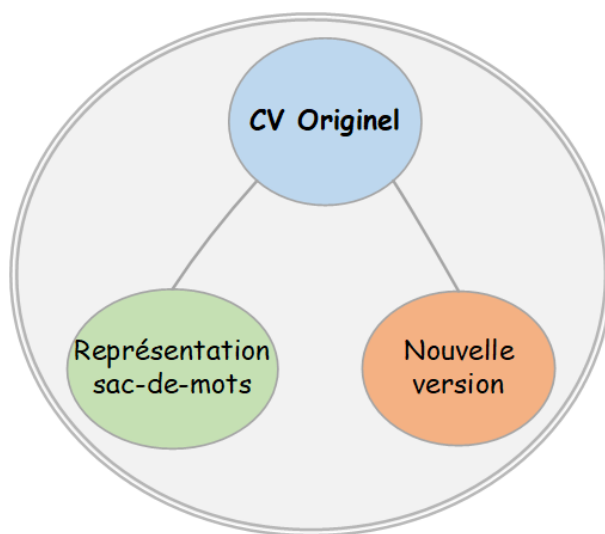 CV Originel
Représentation
sac-de-mots
Nouvelle
version